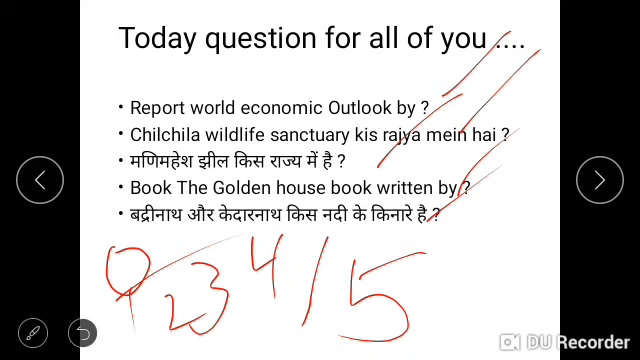 Today question for all of you ....
• Report world economic Outlook by ?
• Chilchila wildlife sanctuary kis rajya mein hai ?
• मणिमहेश झील किस राज्य में है ?
• Book The Golden house book written by ?
• बद्रीनाथ और केदारनाथ किस नदी के किनारे है ?
1 2 3 4 / 5
DU Recorder